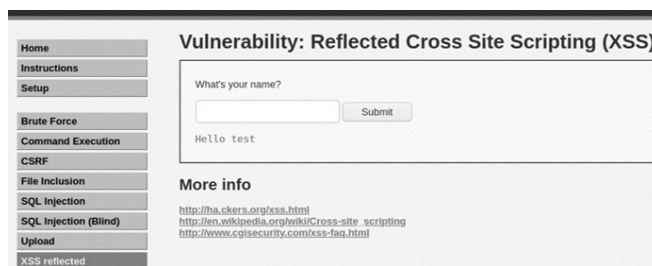 Home
Instructions
Setup
Brute Force
Command Execution
CSRF
File Inclusion
SQL Injection
SQL Injection (Blind)
Upload
XSS reflected
Vulnerability: Reflected Cross Site Scripting (XSS)
What's your name?
Submit
Hello test
More info
http://ha.ckers.org/xss.html
http://en.wikipedia.org/wiki/Cross-site_scripting
http://www.cgisecurity.com/xss-faq.html